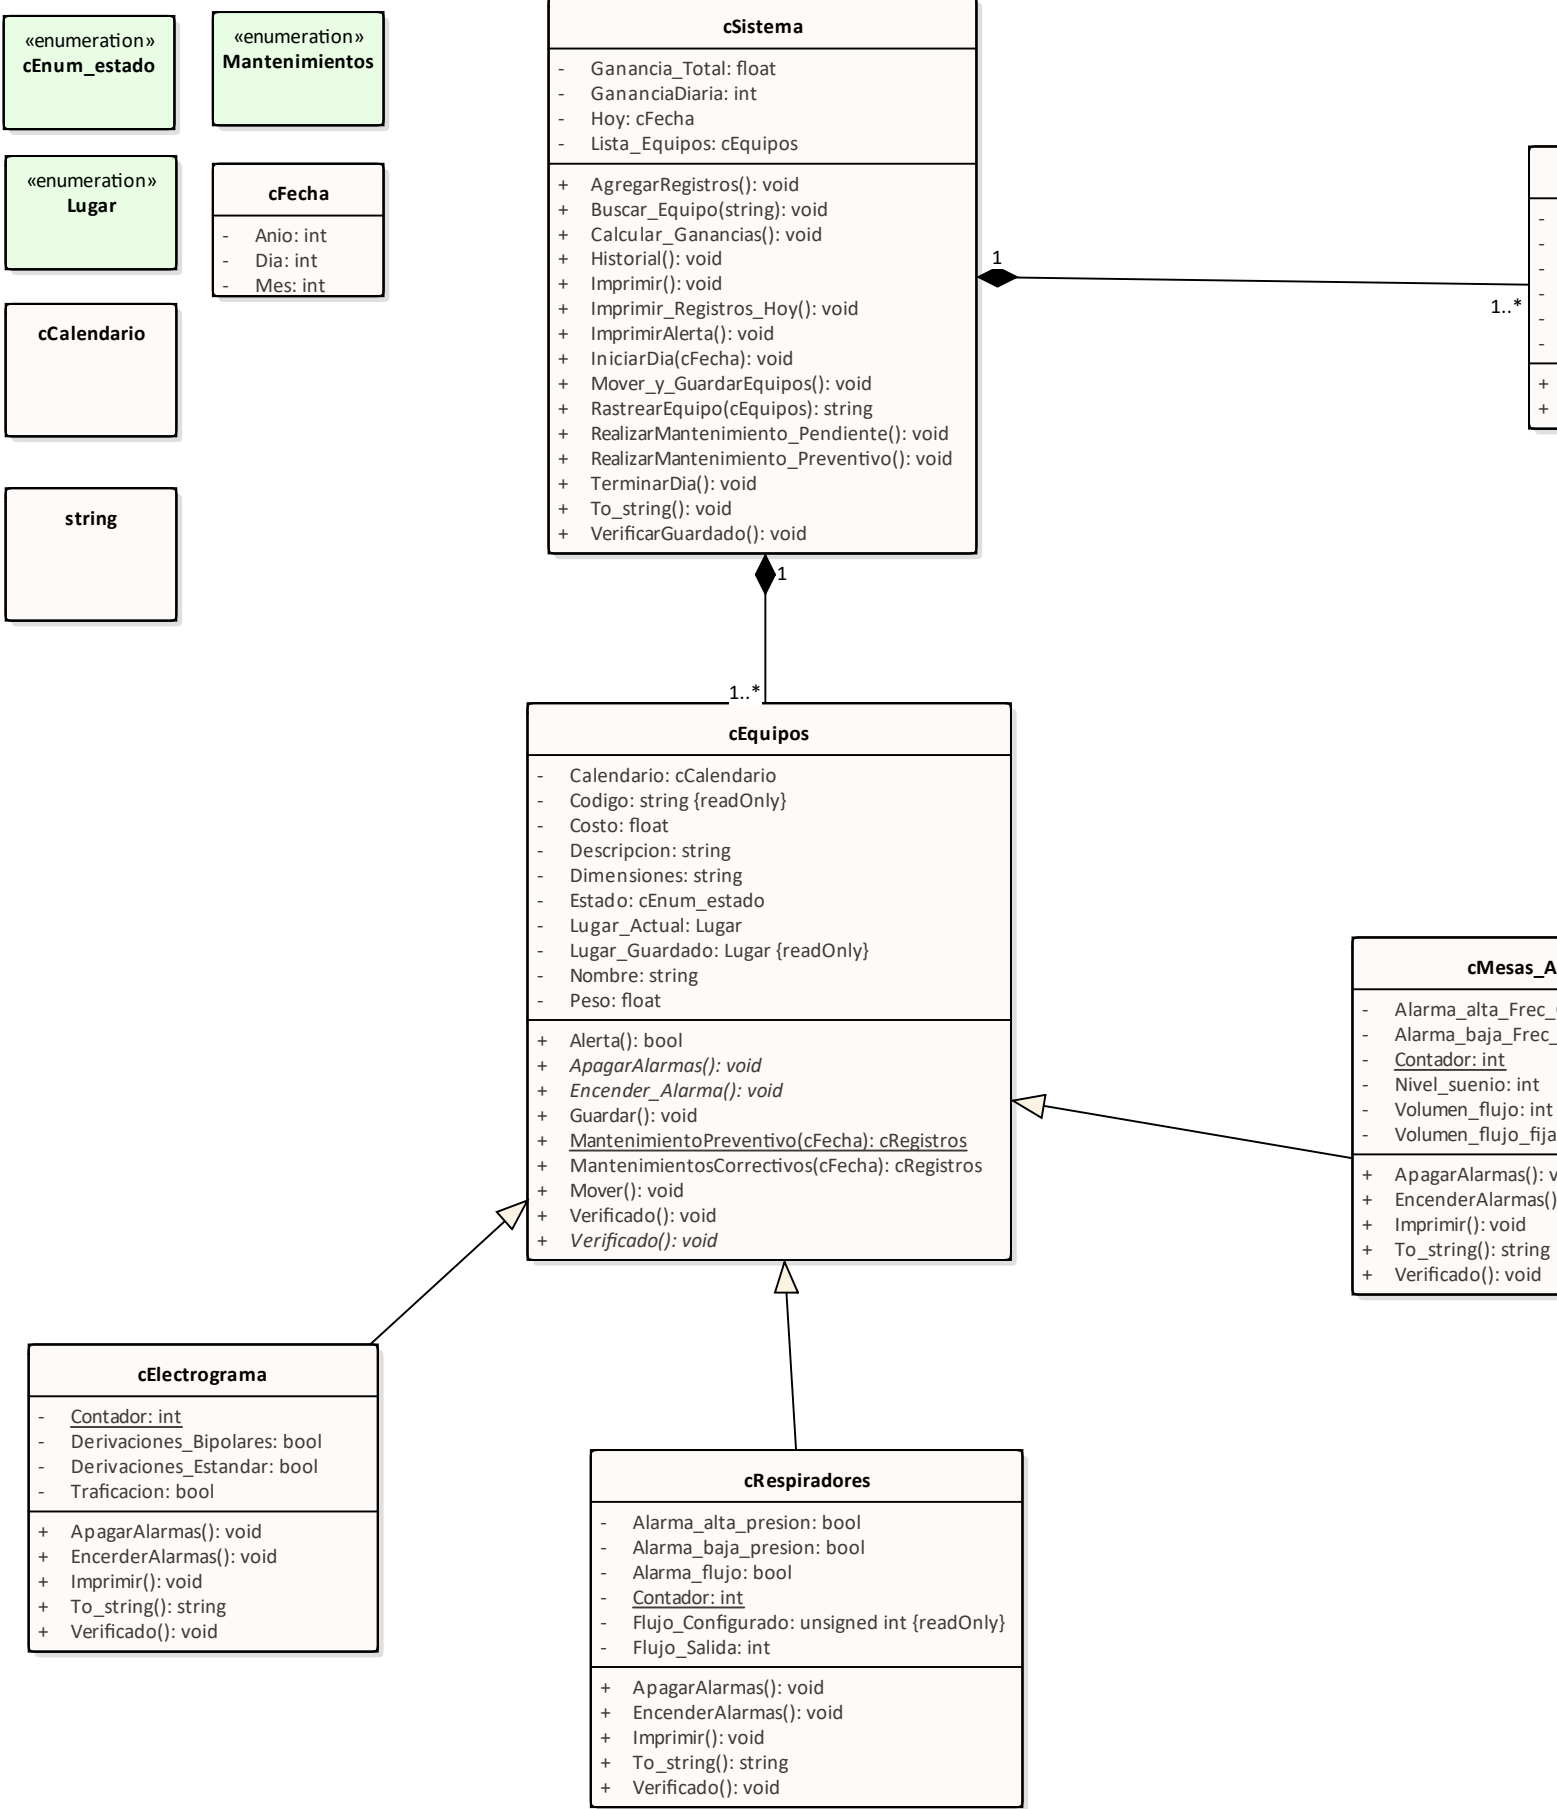 «enumeration»
cEnum_estado
«enumeration»
Mantenimientos
«enumeration»
Lugar
cFecha
- Anio: int
- Dia: int
- Mes: int
cCalendario
string
cSistema
- Ganancia_Total: float
- GananciaDiaria: int
- Hoy: cFecha
- Lista_Equipos: cEquipos
+ AgregarRegistros(): void
+ Buscar_Equipo(string): void
+ Calcular_Ganancias(): void
+ Historial(): void
+ Imprimir(): void
+ Imprimir_Registros_Hoy(): void
+ ImprimirAlerta(): void
+ IniciarDia(cFecha): void
+ Mover_y_GuardarEquipos(): void
+ RastrearEquipo(cEquipos): string
+ RealizarMantenimiento_Pendiente(): void
+ RealizarMantenimiento_Preventivo(): void
+ TerminarDia(): void
+ To_string(): void
+ VerificarGuardado(): void
1
1..*
-
-
-
-
-
-
+
+
1
1..*
cEquipos
- Calendario: cCalendario
- Codigo: string {readOnly}
- Costo: float
- Descripcion: string
- Dimensiones: string
- Estado: cEnum_estado
- Lugar_Actual: Lugar
- Lugar_Guardado: Lugar {readOnly}
- Nombre: string
- Peso: float
+ Alerta(): bool
+ ApagarAlarmas(): void
+ Encender_Alarma(): void
+ Guardar(): void
+ MantenimientoPreventivo(cFecha): cRegistros
+ MantenimientosCorrectivos(cFecha): cRegistros
+ Mover(): void
+ Verificado(): void
+ Verificado(): void
cMesas_A
- Alarma_alta_Frec_
- Alarma_baja_Frec_
- Contador: int
- Nivel_suenio: int
- Volumen_flujo: int
- Volumen_flujo_fija
+ ApagarAlarmas(): v
+ EncenderAlarmas()
+ Imprimir(): void
+ To_string(): string
+ Verificado(): void
cElectrograma
- Contador: int
- Derivaciones_Bipolares: bool
- Derivaciones_Estandar: bool
- Traficacion: bool
+ ApagarAlarmas(): void
+ EncerderAlarmas(): void
+ Imprimir(): void
+ To_string(): string
+ Verificado(): void
cRespiradores
- Alarma_alta_presion: bool
- Alarma_baja_presion: bool
- Alarma_flujo: bool
- Contador: int
- Flujo_Configurado: unsigned int {readOnly}
- Flujo_Salida: int
+ ApagarAlarmas(): void
+ EncenderAlarmas(): void
+ Imprimir(): void
+ To_string(): string
+ Verificado(): void